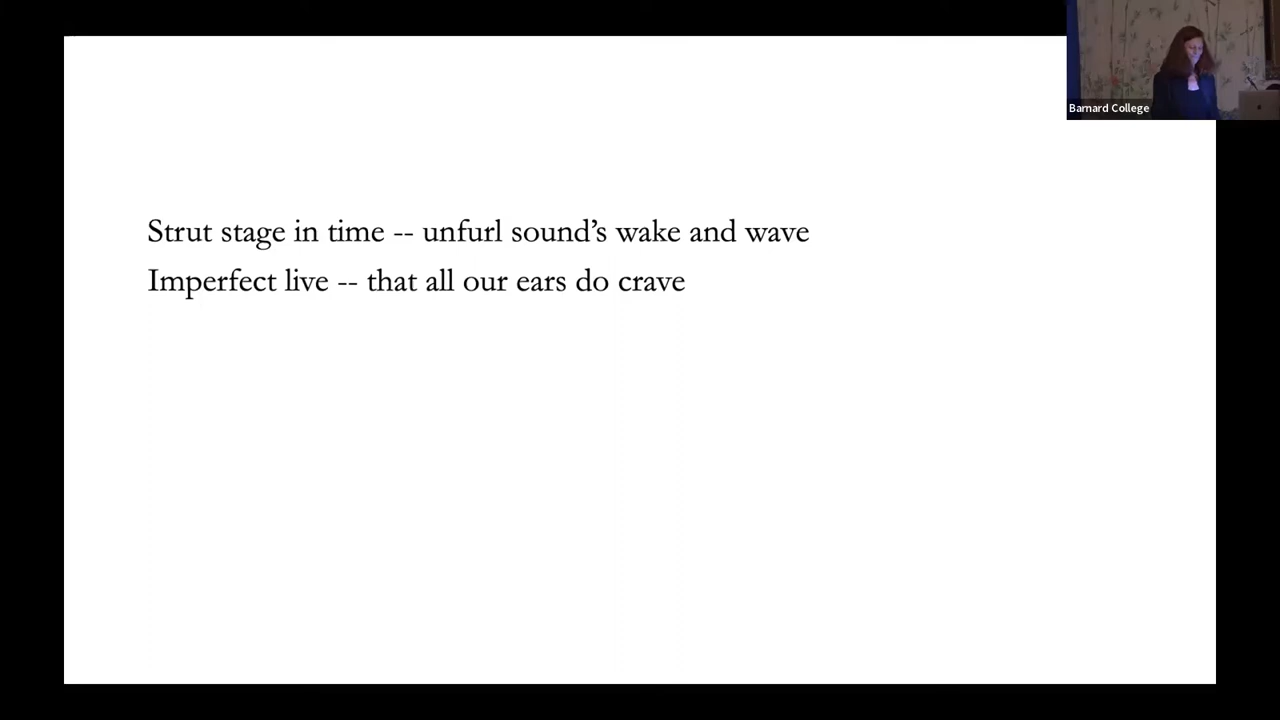 Barnard College
Strut stage in time -- unfurl sound’s wake and wave
Imperfect live -- that all our ears do crave